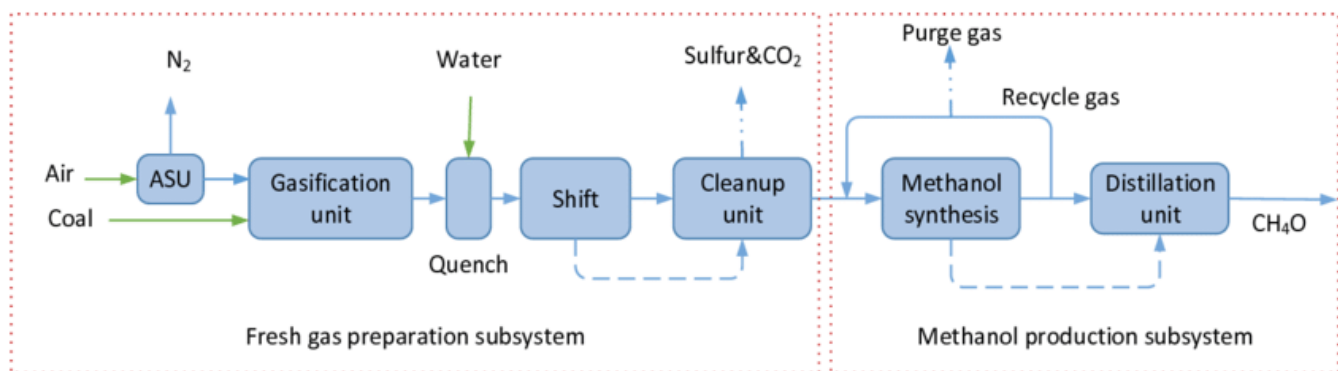 Purge gas
N₂
Water
Sulfur&CO₂
Recycle gas
Air
ASU
Gasification
unit
Shift
Cleanup
unit
Methanol
synthesis
Distillation
unit
Coal
CH₄O
Quench
Fresh gas preparation subsystem
Methanol production subsystem